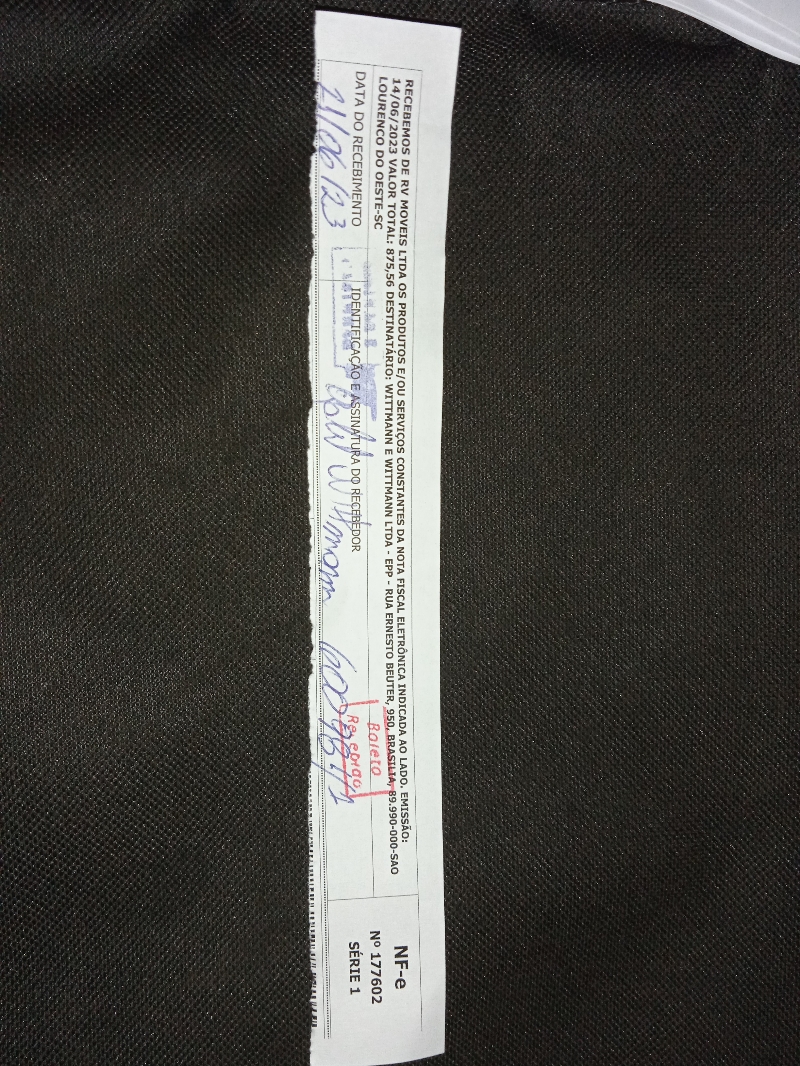 RECEBEMOS DE RV MOVEIS LTDA OS PRODUTOS E/OU SERVIÇOS CONSTANTES DA NOTA FISCAL ELETRÔNICA INDICADA AO LADO. EMISSÃO:
14/06/2023 VALOR TOTAL: 875,56 DESTINATÁRIO: WITTMANN E WITTMANN LTDA - EPP - RUA ERNESTO BEUTER, 950, BRASILIA, 89.990-000-SAO
LOURENCO DO OESTE-SC
DATA DO RECEBIMENTO
21/06/23
IDENTIFICAÇÃO E ASSINATURA DO RECEBEDOR
Wittmann
Boleto
NF-e
Nº 177602
SÉRIE 1